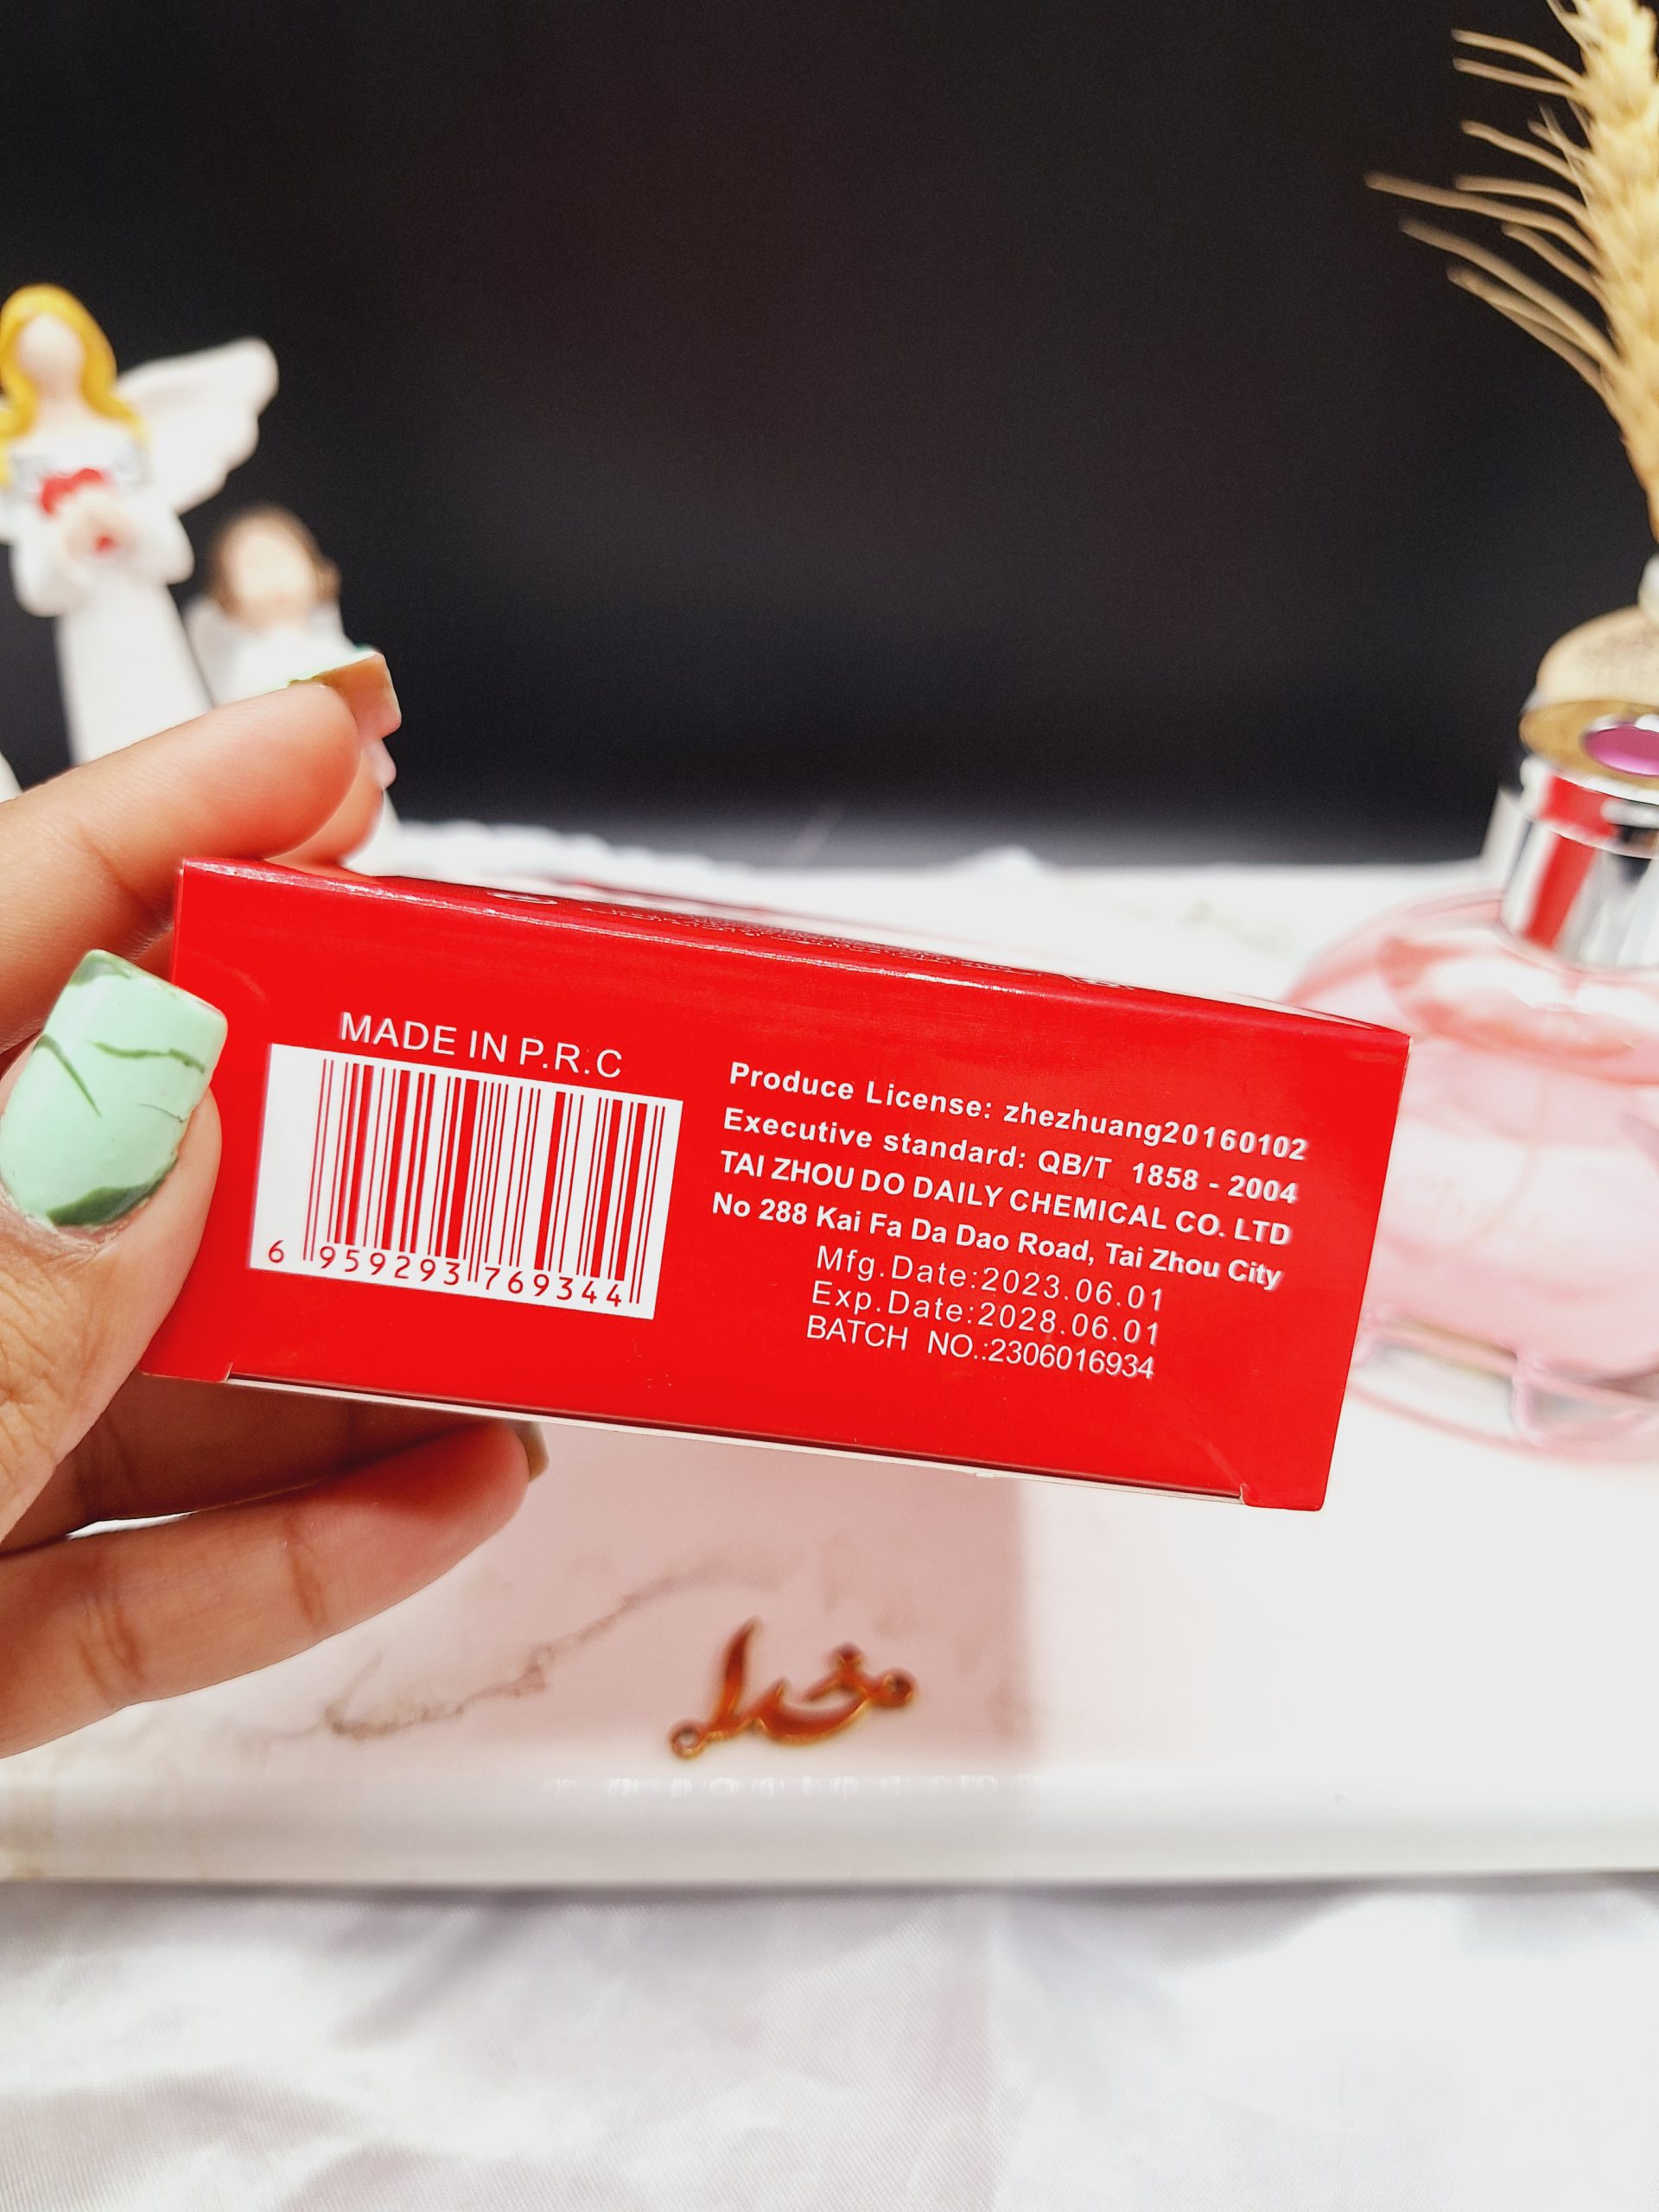 MADE IN P.R.C
6 959293 769344
Produce License: zhezhuang20160102
Executive standard: QB/T 1858 - 2004
TAI ZHOU DO DAILY CHEMICAL CO. LTD
No 288 Kai Fa Da Dao Road, Tai Zhou City
Mfg.Date:2023.06.01
Exp.Date:2028.06.01
BATCH NO.:2306016934
خدا